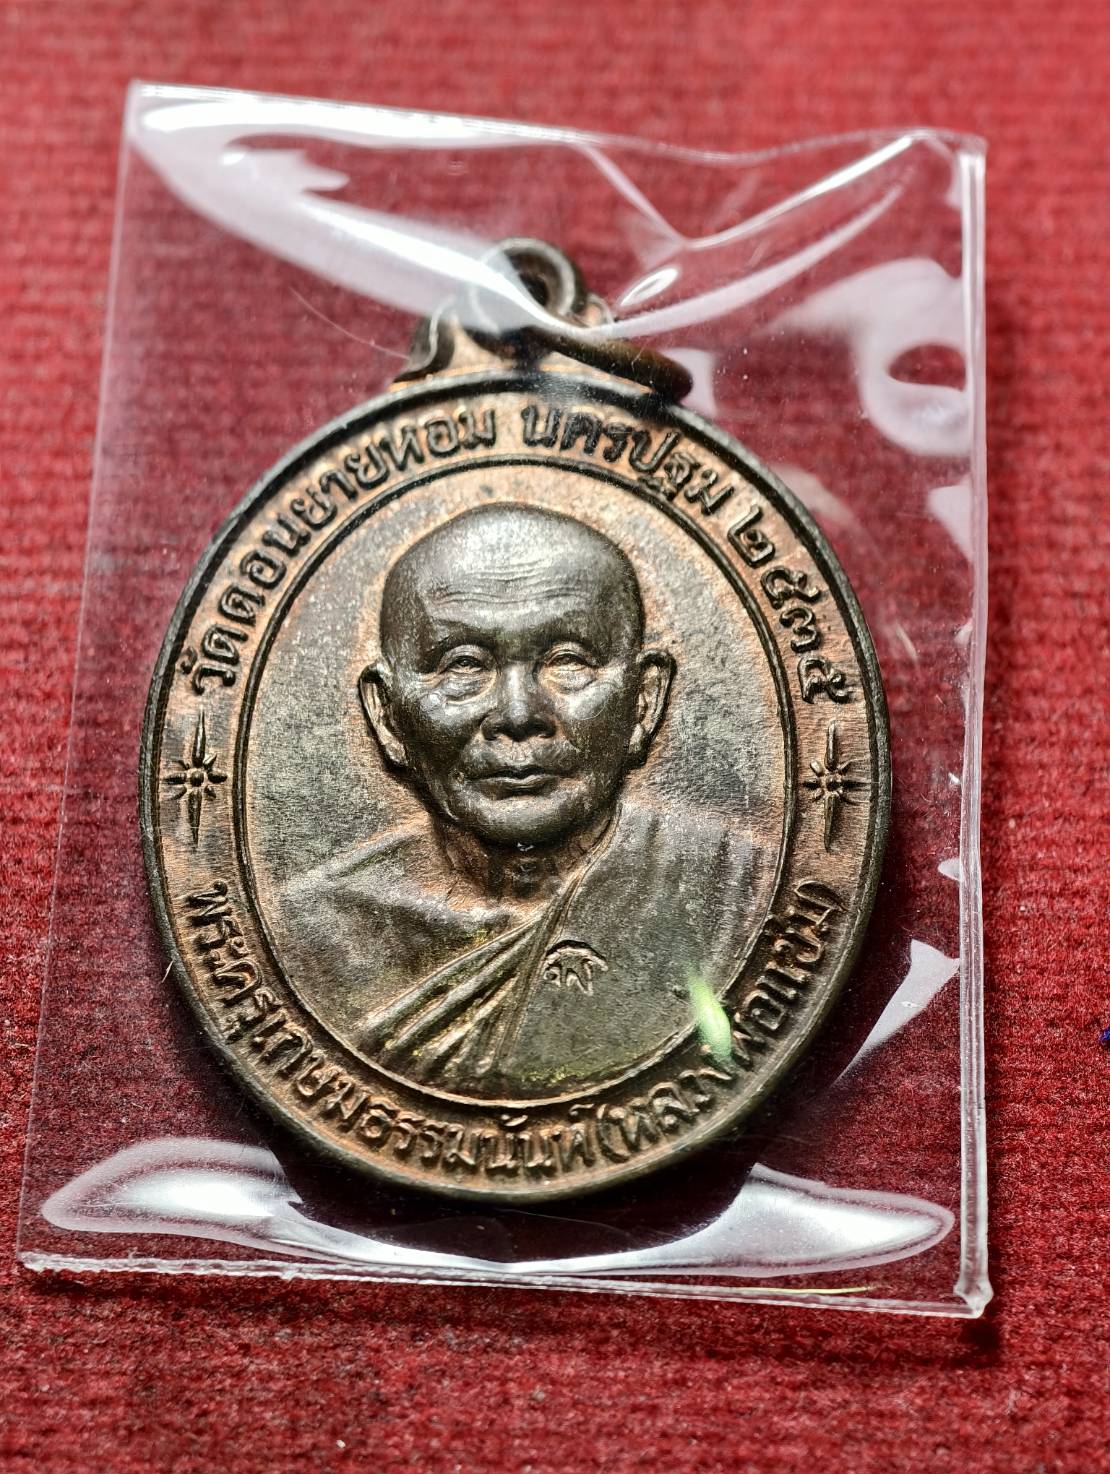 วัดดอนยายหอม นครปฐม ๒๕๓๕
พระครูเกษมธรรมนันท์ (หลวงพ่อแช่ม)